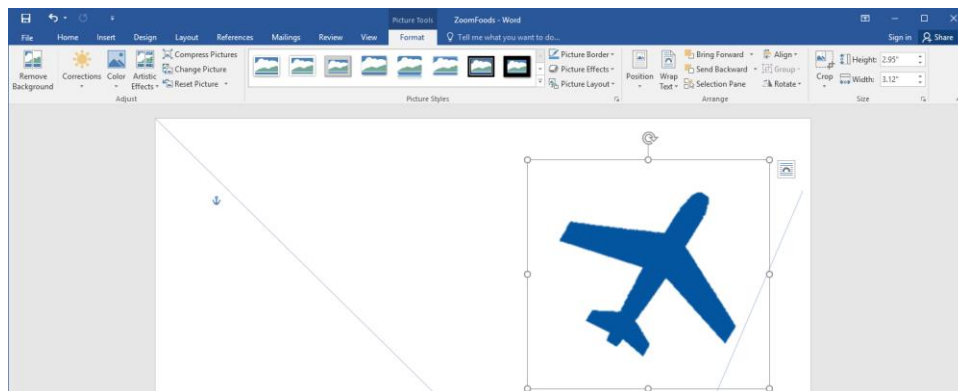 Picture Tools
ZoomFoods - Word
File Home Insert Design Layout References Mailings Review View Format Tell me what you want to do... Sign in Share
Remove Background
Corrections
Color
Artistic Effects
Compress Pictures
Change Picture
Reset Picture
Adjust
Picture Styles
Picture Border
Picture Effects
Picture Layout
Position
Wrap Text
Bring Forward
Send Backward
Selection Pane
Align
Group
Rotate
Arrange
Crop
Height: 2.95"
Width: 3.12"
Size